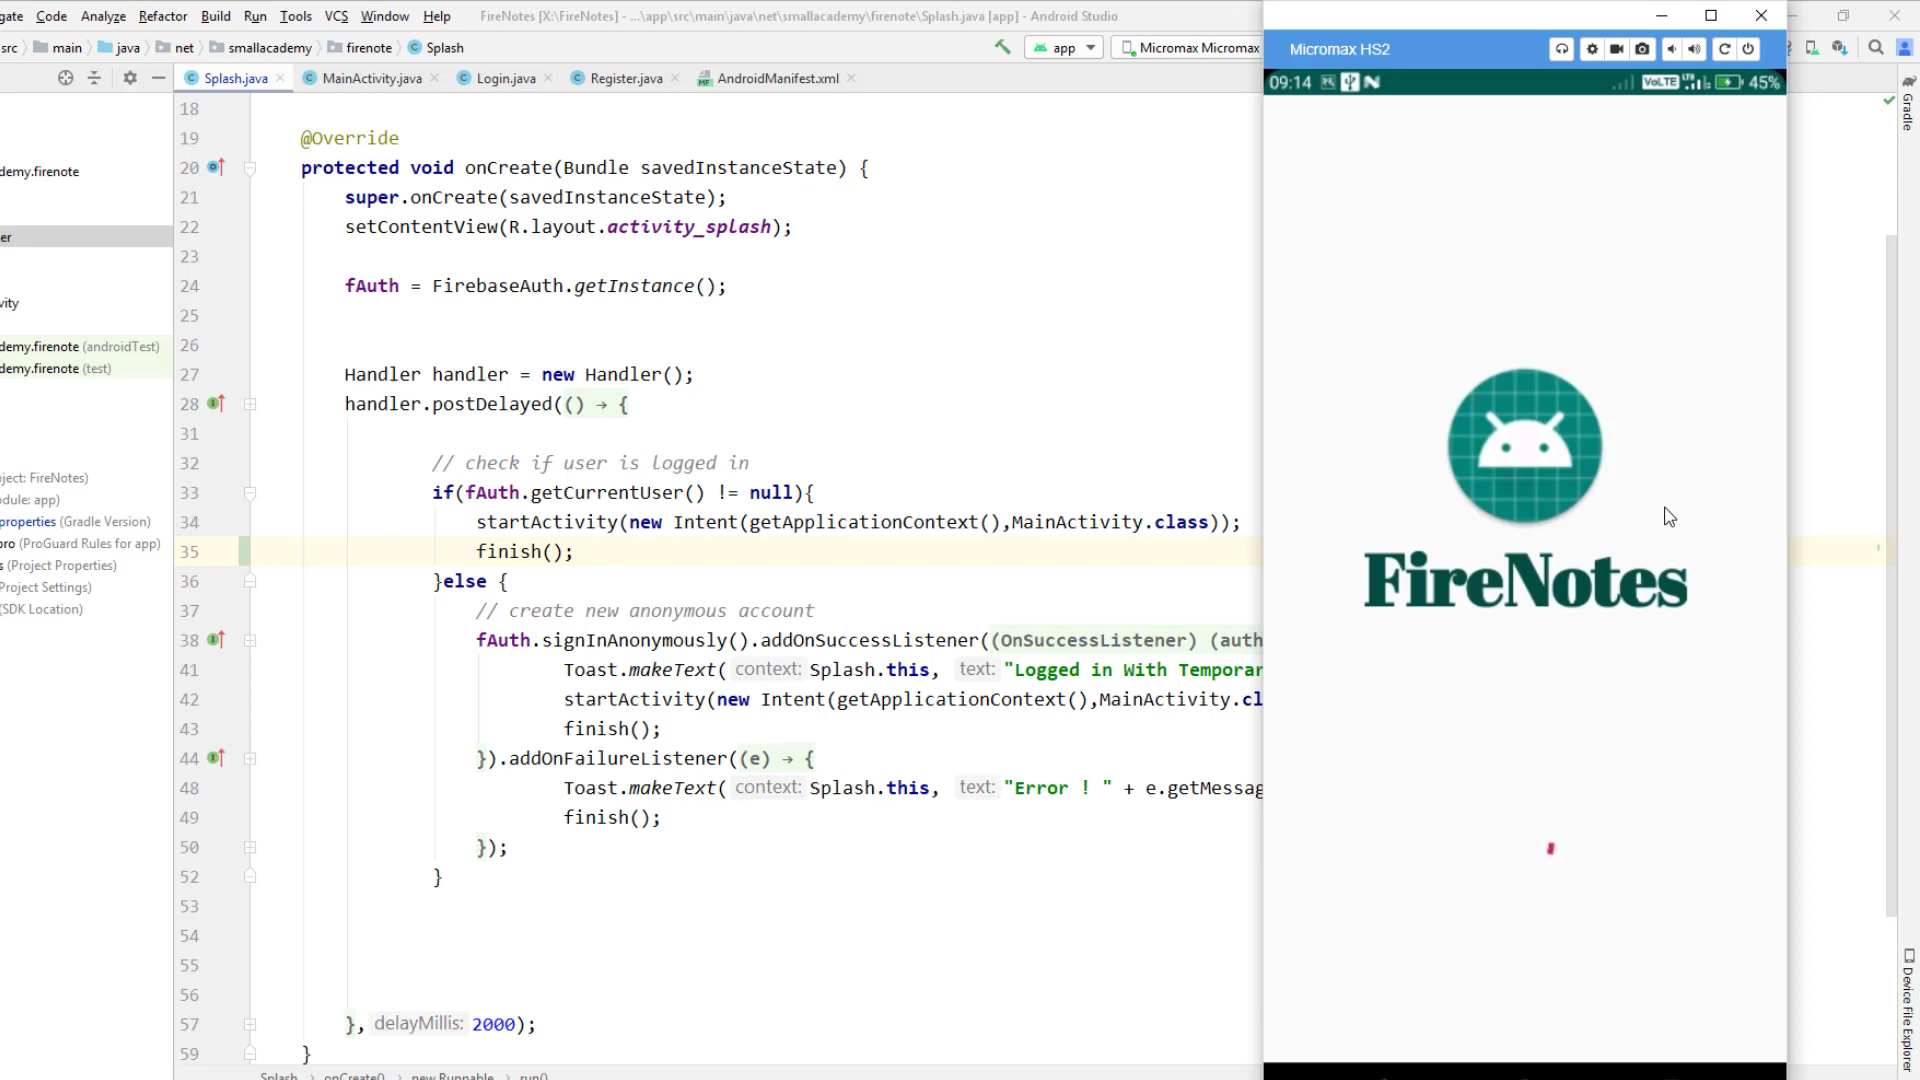 gate Code Analyze Refactor Build Run Tools VCS Window Help FireNotes [X:\FireNotes] - ...\app\src\main\java\net\smallacademy\firenote\Splash.java [app] - Android Studio
src main java net smallacademy firenote Splash app Micromax Micromax
Splash.java MainActivity.java Login.java Register.java AndroidManifest.xml
18
19 @Override
20 protected void onCreate(Bundle savedInstanceState) {
21 super.onCreate(savedInstanceState);
22 setContentView(R.layout.activity_splash);
23
24 fAuth = FirebaseAuth.getInstance();
25
26
27 Handler handler = new Handler();
28 handler.postDelayed(() → {
31
32 // check if user is logged in
33 if(fAuth.getCurrentUser() != null){
34 startActivity(new Intent(getApplicationContext(),MainActivity.class));
35 finish();
36 }else {
37 // create new anonymous account
38 fAuth.signInAnonymously().addOnSuccessListener((OnSuccessListener) (auth
41 Toast.makeText( context: Splash.this, text: "Logged in With Temporar
42 startActivity(new Intent(getApplicationContext(),MainActivity.cl
43 finish();
44 }).addOnFailureListener((e) → {
48 Toast.makeText( context: Splash.this, text: "Error ! " + e.getMessag
49 finish();
50 });
52 }
53
54
55
56
57 }, delayMillis: 2000);
59 }
Splash onCreate() new Runnable run()
demy.firenote
er
vity
demy.firenote (androidTest)
demy.firenote (test)
oject: FireNotes)
odule: app)
properties (Gradle Version)
pro (ProGuard Rules for app)
s (Project Properties)
Project Settings)
(SDK Location)
Micromax HS2
09:14 VoLTE LTE 45%
FireNotes
Gradle
Device File Explorer